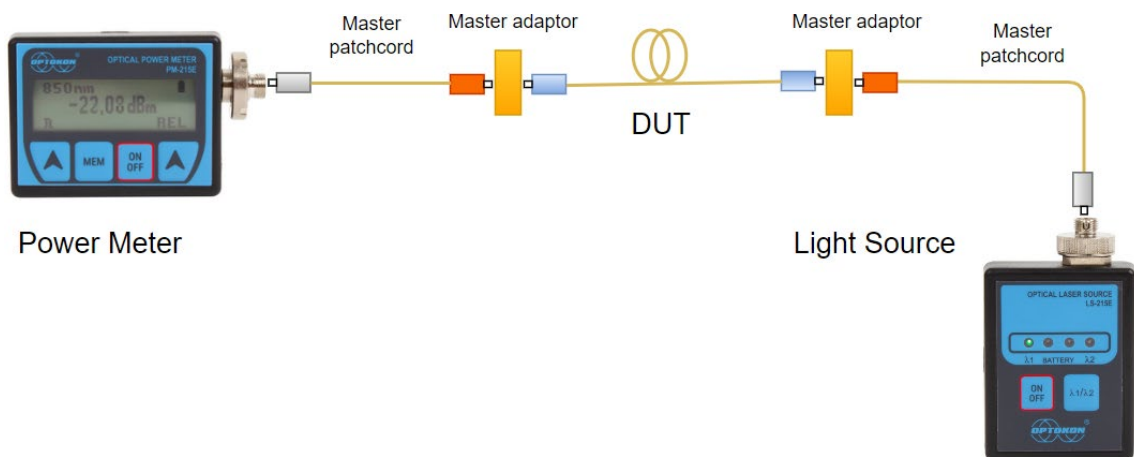 Master
patchcord
Master adaptor
Master adaptor
Master
patchcord
OPTOKON®
OPTICAL POWER METER
PM-215E
850nm
-22,08dBm
R
REL
MEM
ON
OFF
DUT
Power Meter
Light Source
OPTICAL LASER SOURCE
LS-215E
λ1 BATTERY λ2
ON
OFF
λ1/λ2
OPTOKON®